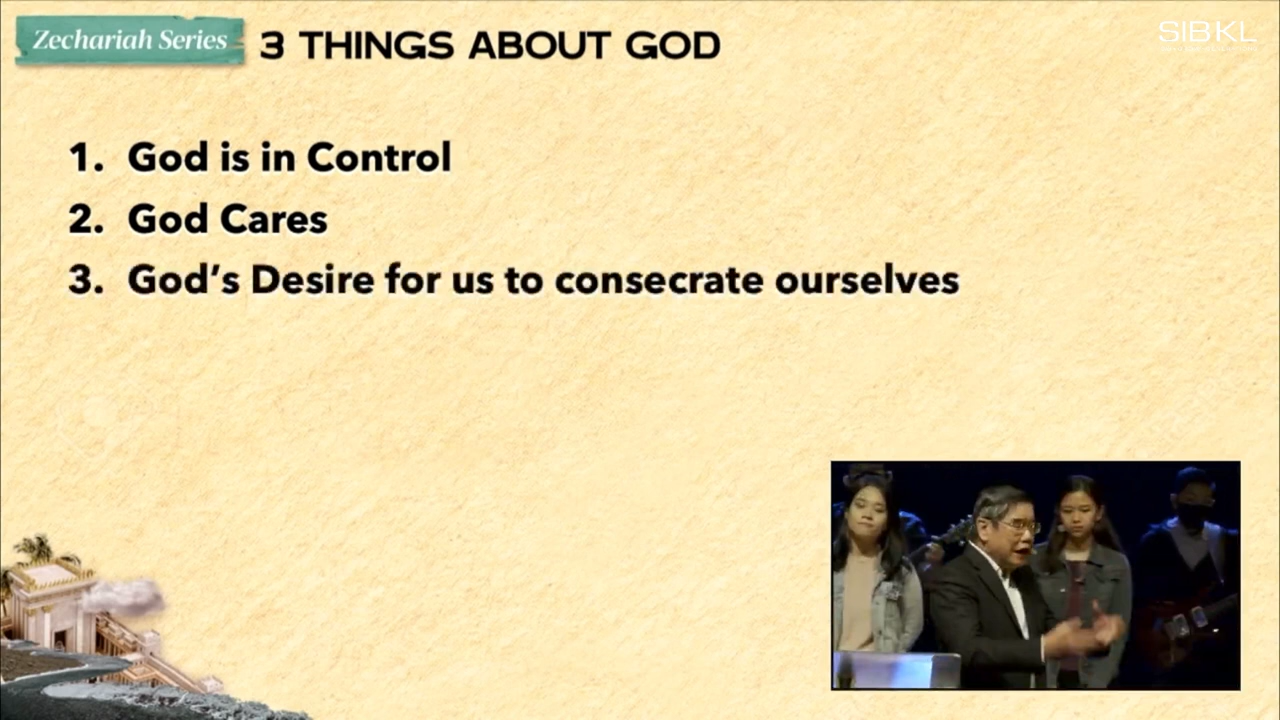 Zechariah Series
3 THINGS ABOUT GOD
SIBKL
1. God is in Control
2. God Cares
3. God’s Desire for us to consecrate ourselves